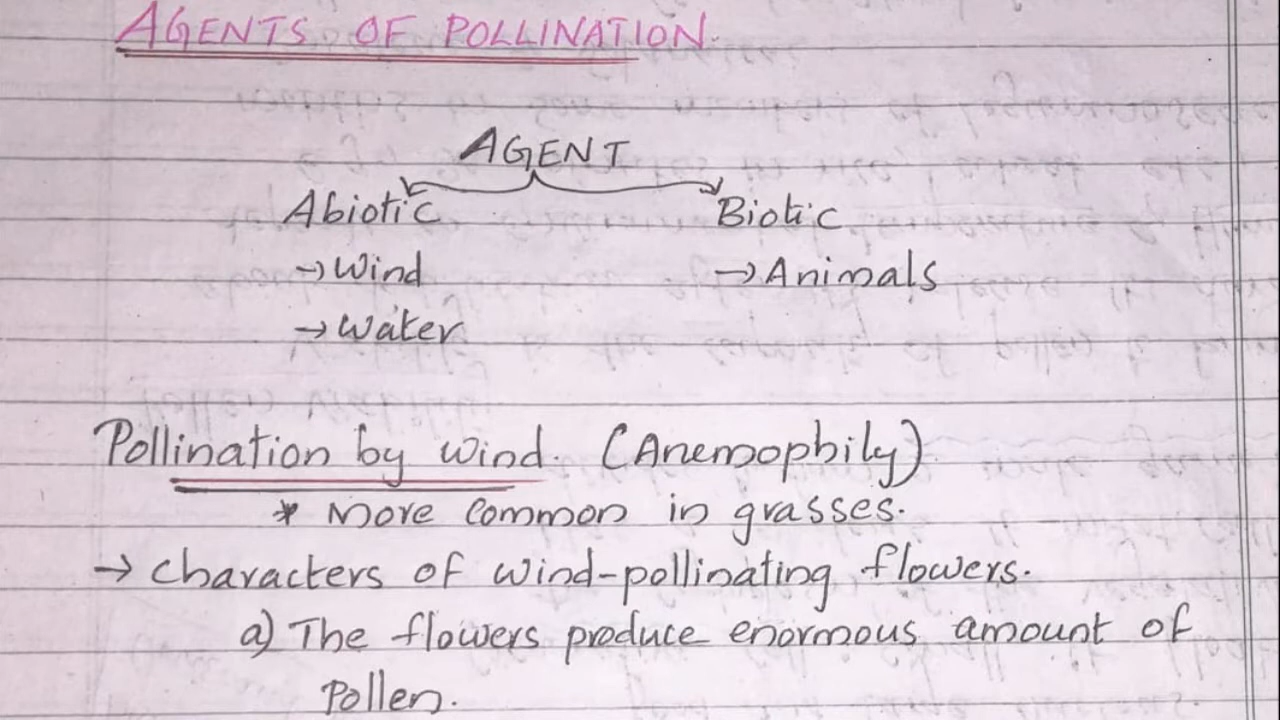 AGENTS OF POLLINATION.
AGENT
Abiotic Biotic
→ Wind → Animals
→ Water
Pollination by wind. (Anemophily)
* More common in grasses.
→ Characters of wind-pollinating flowers.
a) The flowers produce enormous amount of
Pollen.